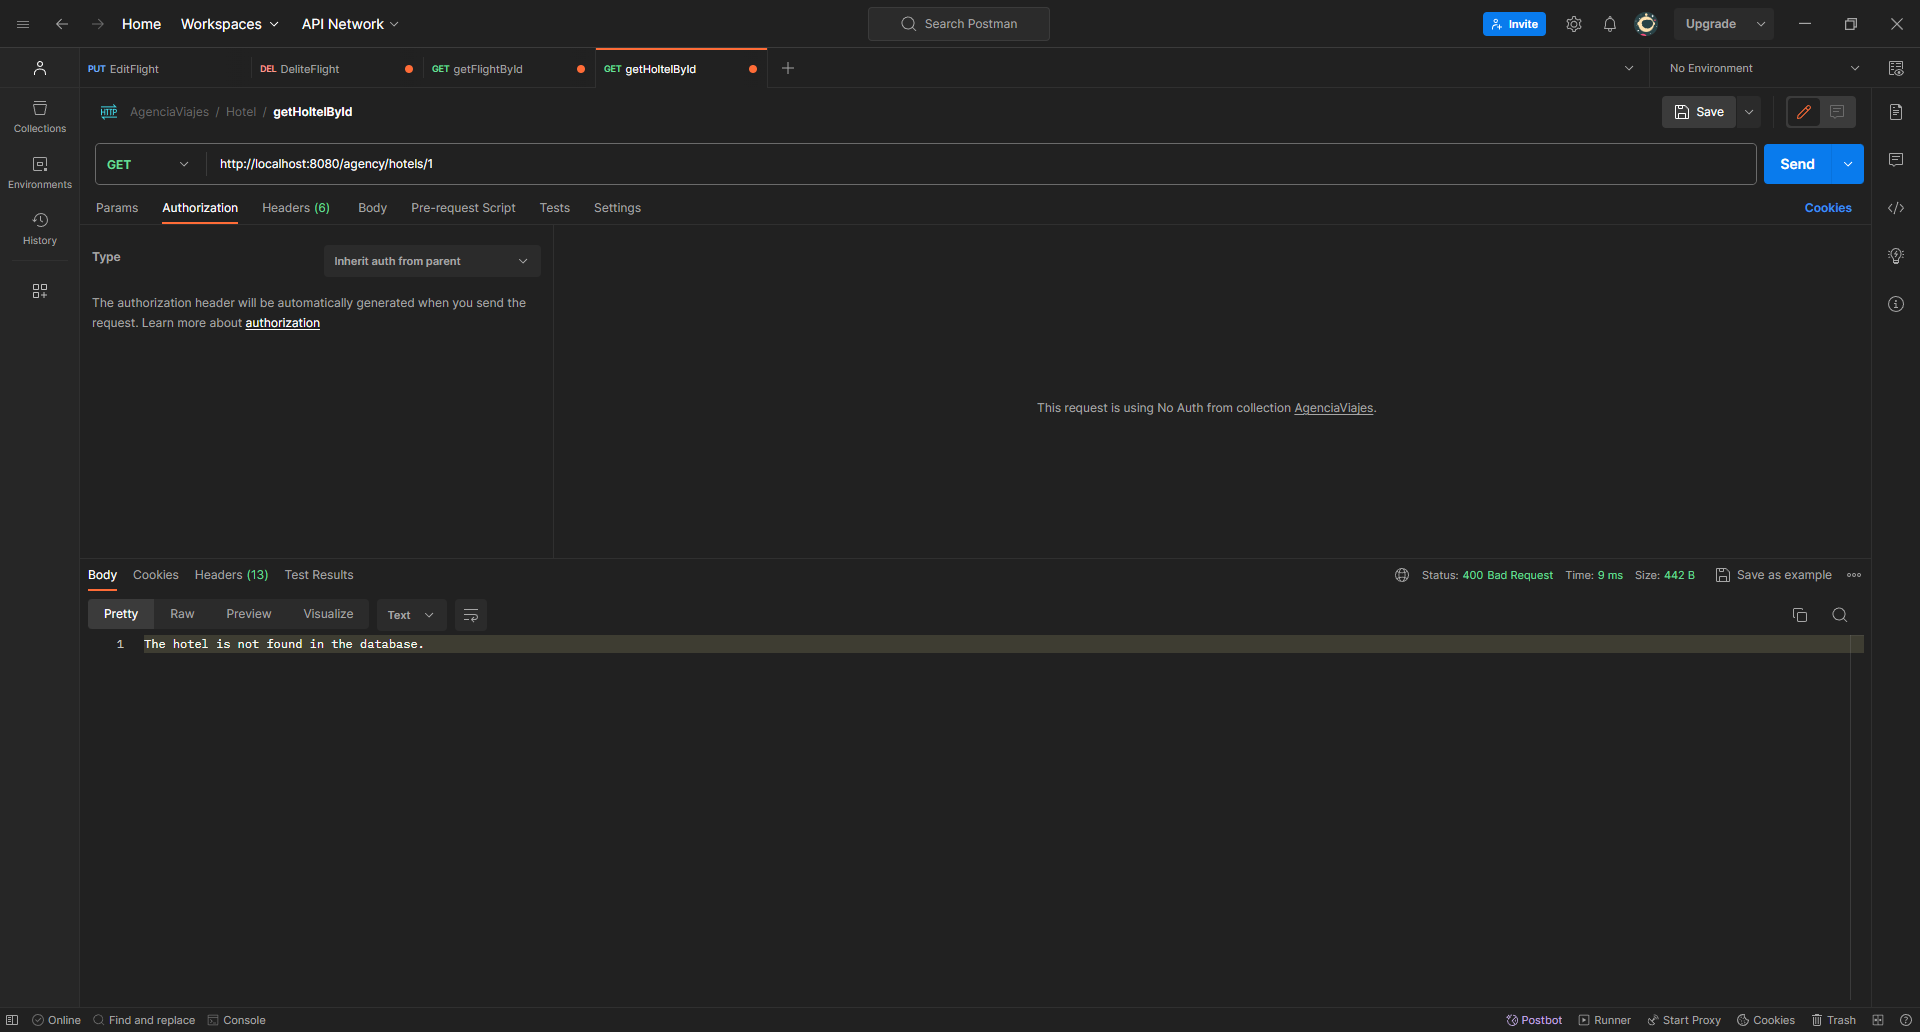 Home Workspaces API Network Search Postman Invite Upgrade
PUT EditFlight DEL DeliteFlight GET getFlightById GET getHoltelById No Environment
HTTP AgenciaViajes / Hotel / getHoltelById Save
Collections
GET http://localhost:8080/agency/hotels/1 Send
Environments
Params Authorization Headers (6) Body Pre-request Script Tests Settings Cookies
History
Type Inherit auth from parent
The authorization header will be automatically generated when you send the
request. Learn more about authorization
This request is using No Auth from collection AgenciaViajes.
Body Cookies Headers (13) Test Results Status: 400 Bad Request Time: 9 ms Size: 442 B Save as example
Pretty Raw Preview Visualize Text
1 The hotel is not found in the database.
Online Find and replace Console Postbot Runner Start Proxy Cookies Trash